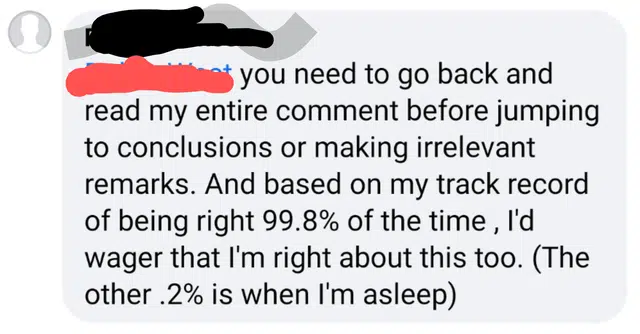 you need to go back and
read my entire comment before jumping
to conclusions or making irrelevant
remarks. And based on my track record
of being right 99.8% of the time , I'd
wager that I'm right about this too. (The
other .2% is when I'm asleep)